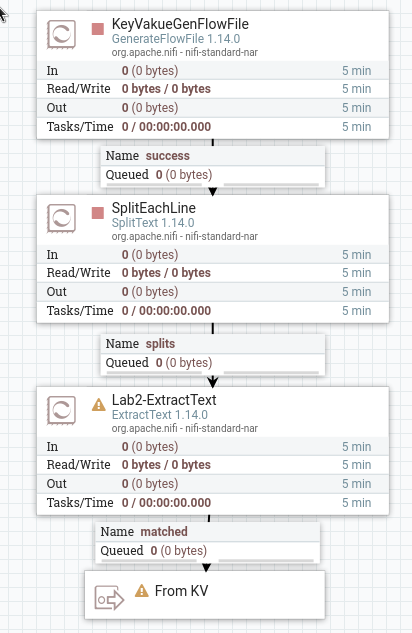 KeyVakueGenFlowFile
GenerateFlowFile 1.14.0
org.apache.nifi - nifi-standard-nar
In 0 (0 bytes) 5 min
Read/Write 0 bytes / 0 bytes 5 min
Out 0 (0 bytes) 5 min
Tasks/Time 0 / 00:00:00.000 5 min
Name success
Queued 0 (0 bytes)
SplitEachLine
SplitText 1.14.0
org.apache.nifi - nifi-standard-nar
In 0 (0 bytes) 5 min
Read/Write 0 bytes / 0 bytes 5 min
Out 0 (0 bytes) 5 min
Tasks/Time 0 / 00:00:00.000 5 min
Name splits
Queued 0 (0 bytes)
Lab2-ExtractText
ExtractText 1.14.0
org.apache.nifi - nifi-standard-nar
In 0 (0 bytes) 5 min
Read/Write 0 bytes / 0 bytes 5 min
Out 0 (0 bytes) 5 min
Tasks/Time 0 / 00:00:00.000 5 min
Name matched
Queued 0 (0 bytes)
From KV